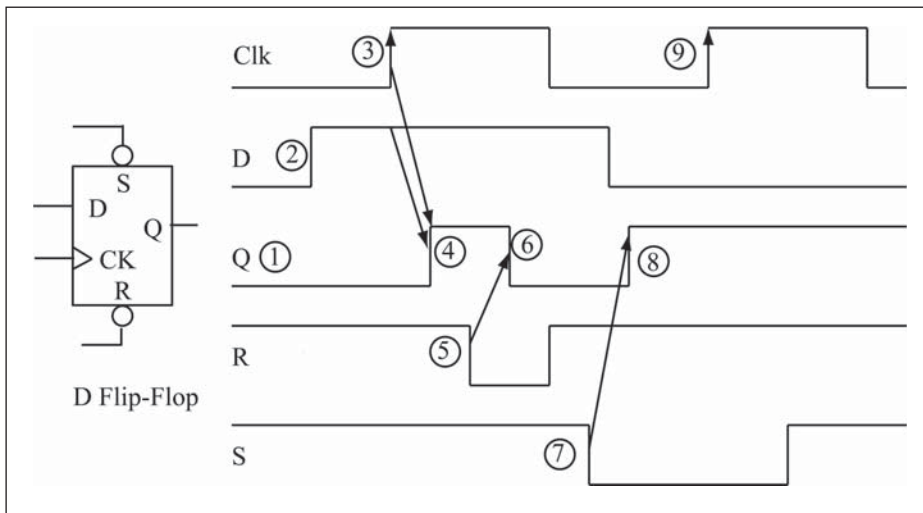 Clk
③
⑨
D
②
S
D
Q
CK
R
D Flip-Flop
Q ①
④
⑥
⑧
R
⑤
S
⑦